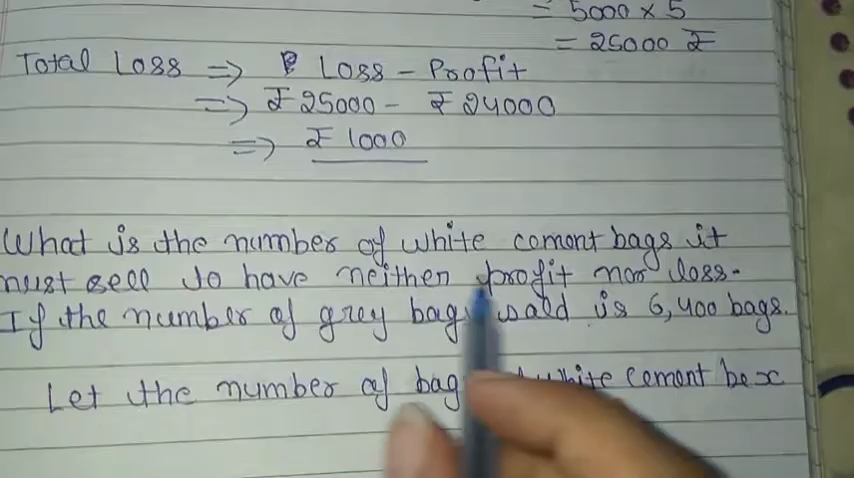 = 5000 × 5
= 25000 ₹
Total Loss => Loss - Profit
=> ₹ 25000 - ₹ 24000
=> ₹ 1000
What is the number of white cement bags it
must sell to have neither profit nor loss.
If the number of grey bags sold is 6,400 bags.
Let the number of bag white cement be x